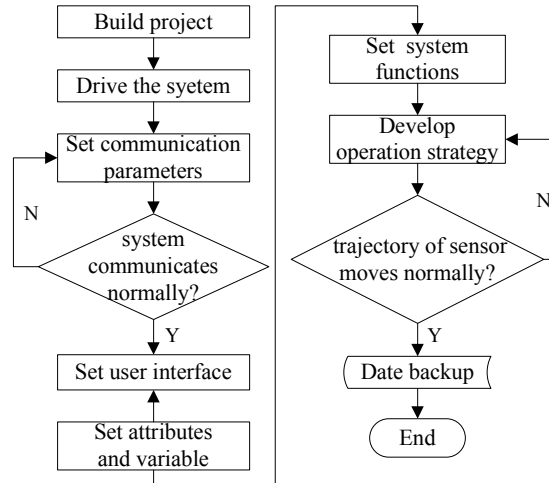 Build project
Drive the syetem
Set communication
parameters
N
system
communicates
normally?
Y
Set user interface
Set attributes
and variable
Set system
functions
Develop
operation strategy
N
trajectory of sensor
moves normally?
Y
Date backup
End